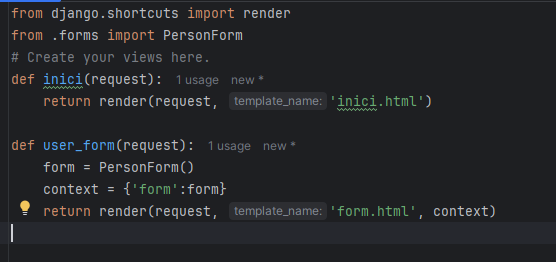 from django.shortcuts import render
from .forms import PersonForm
# Create your views here.
def inici(request): 1 usage new *
    return render(request, template_name: 'inici.html')
def user_form(request): 1 usage new *
    form = PersonForm()
    context = {'form':form}
    return render(request, template_name: 'form.html', context)